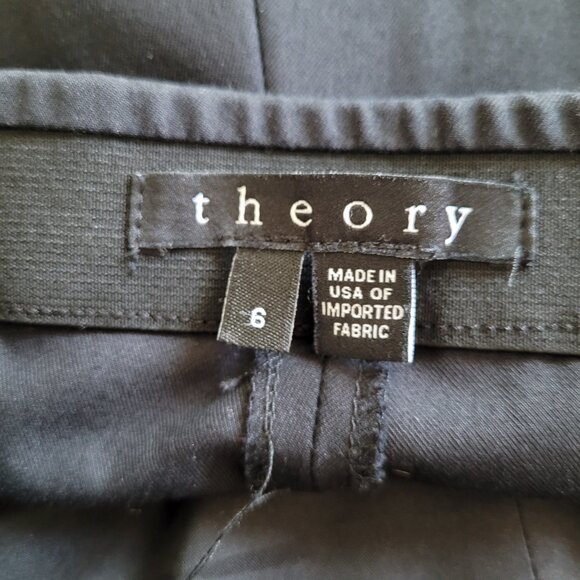 theory
6
MADE IN
USA OF
IMPORTED
FABRIC